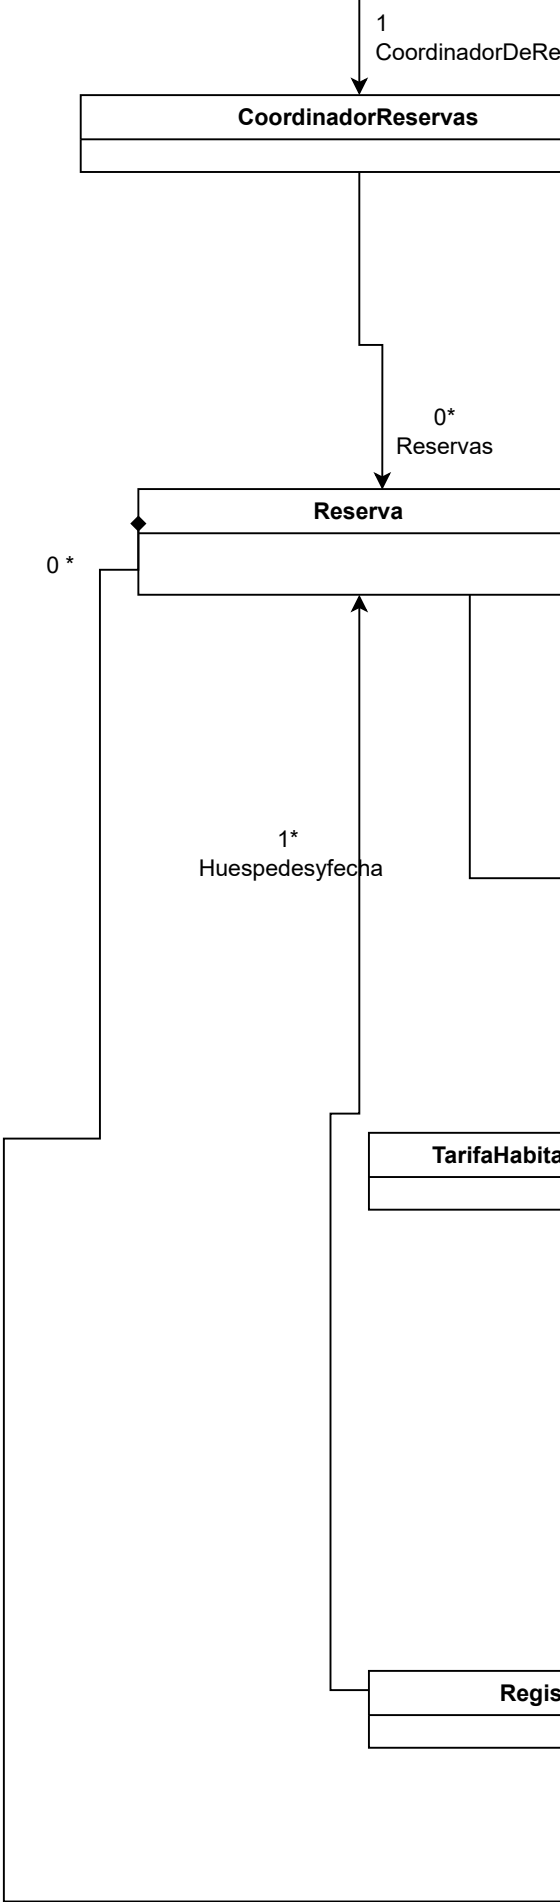 1
CoordinadorDeRe
CoordinadorReservas
0*
Reservas
Reserva
0 *
1*
Huespedesyfecha
TarifaHabita
Regis